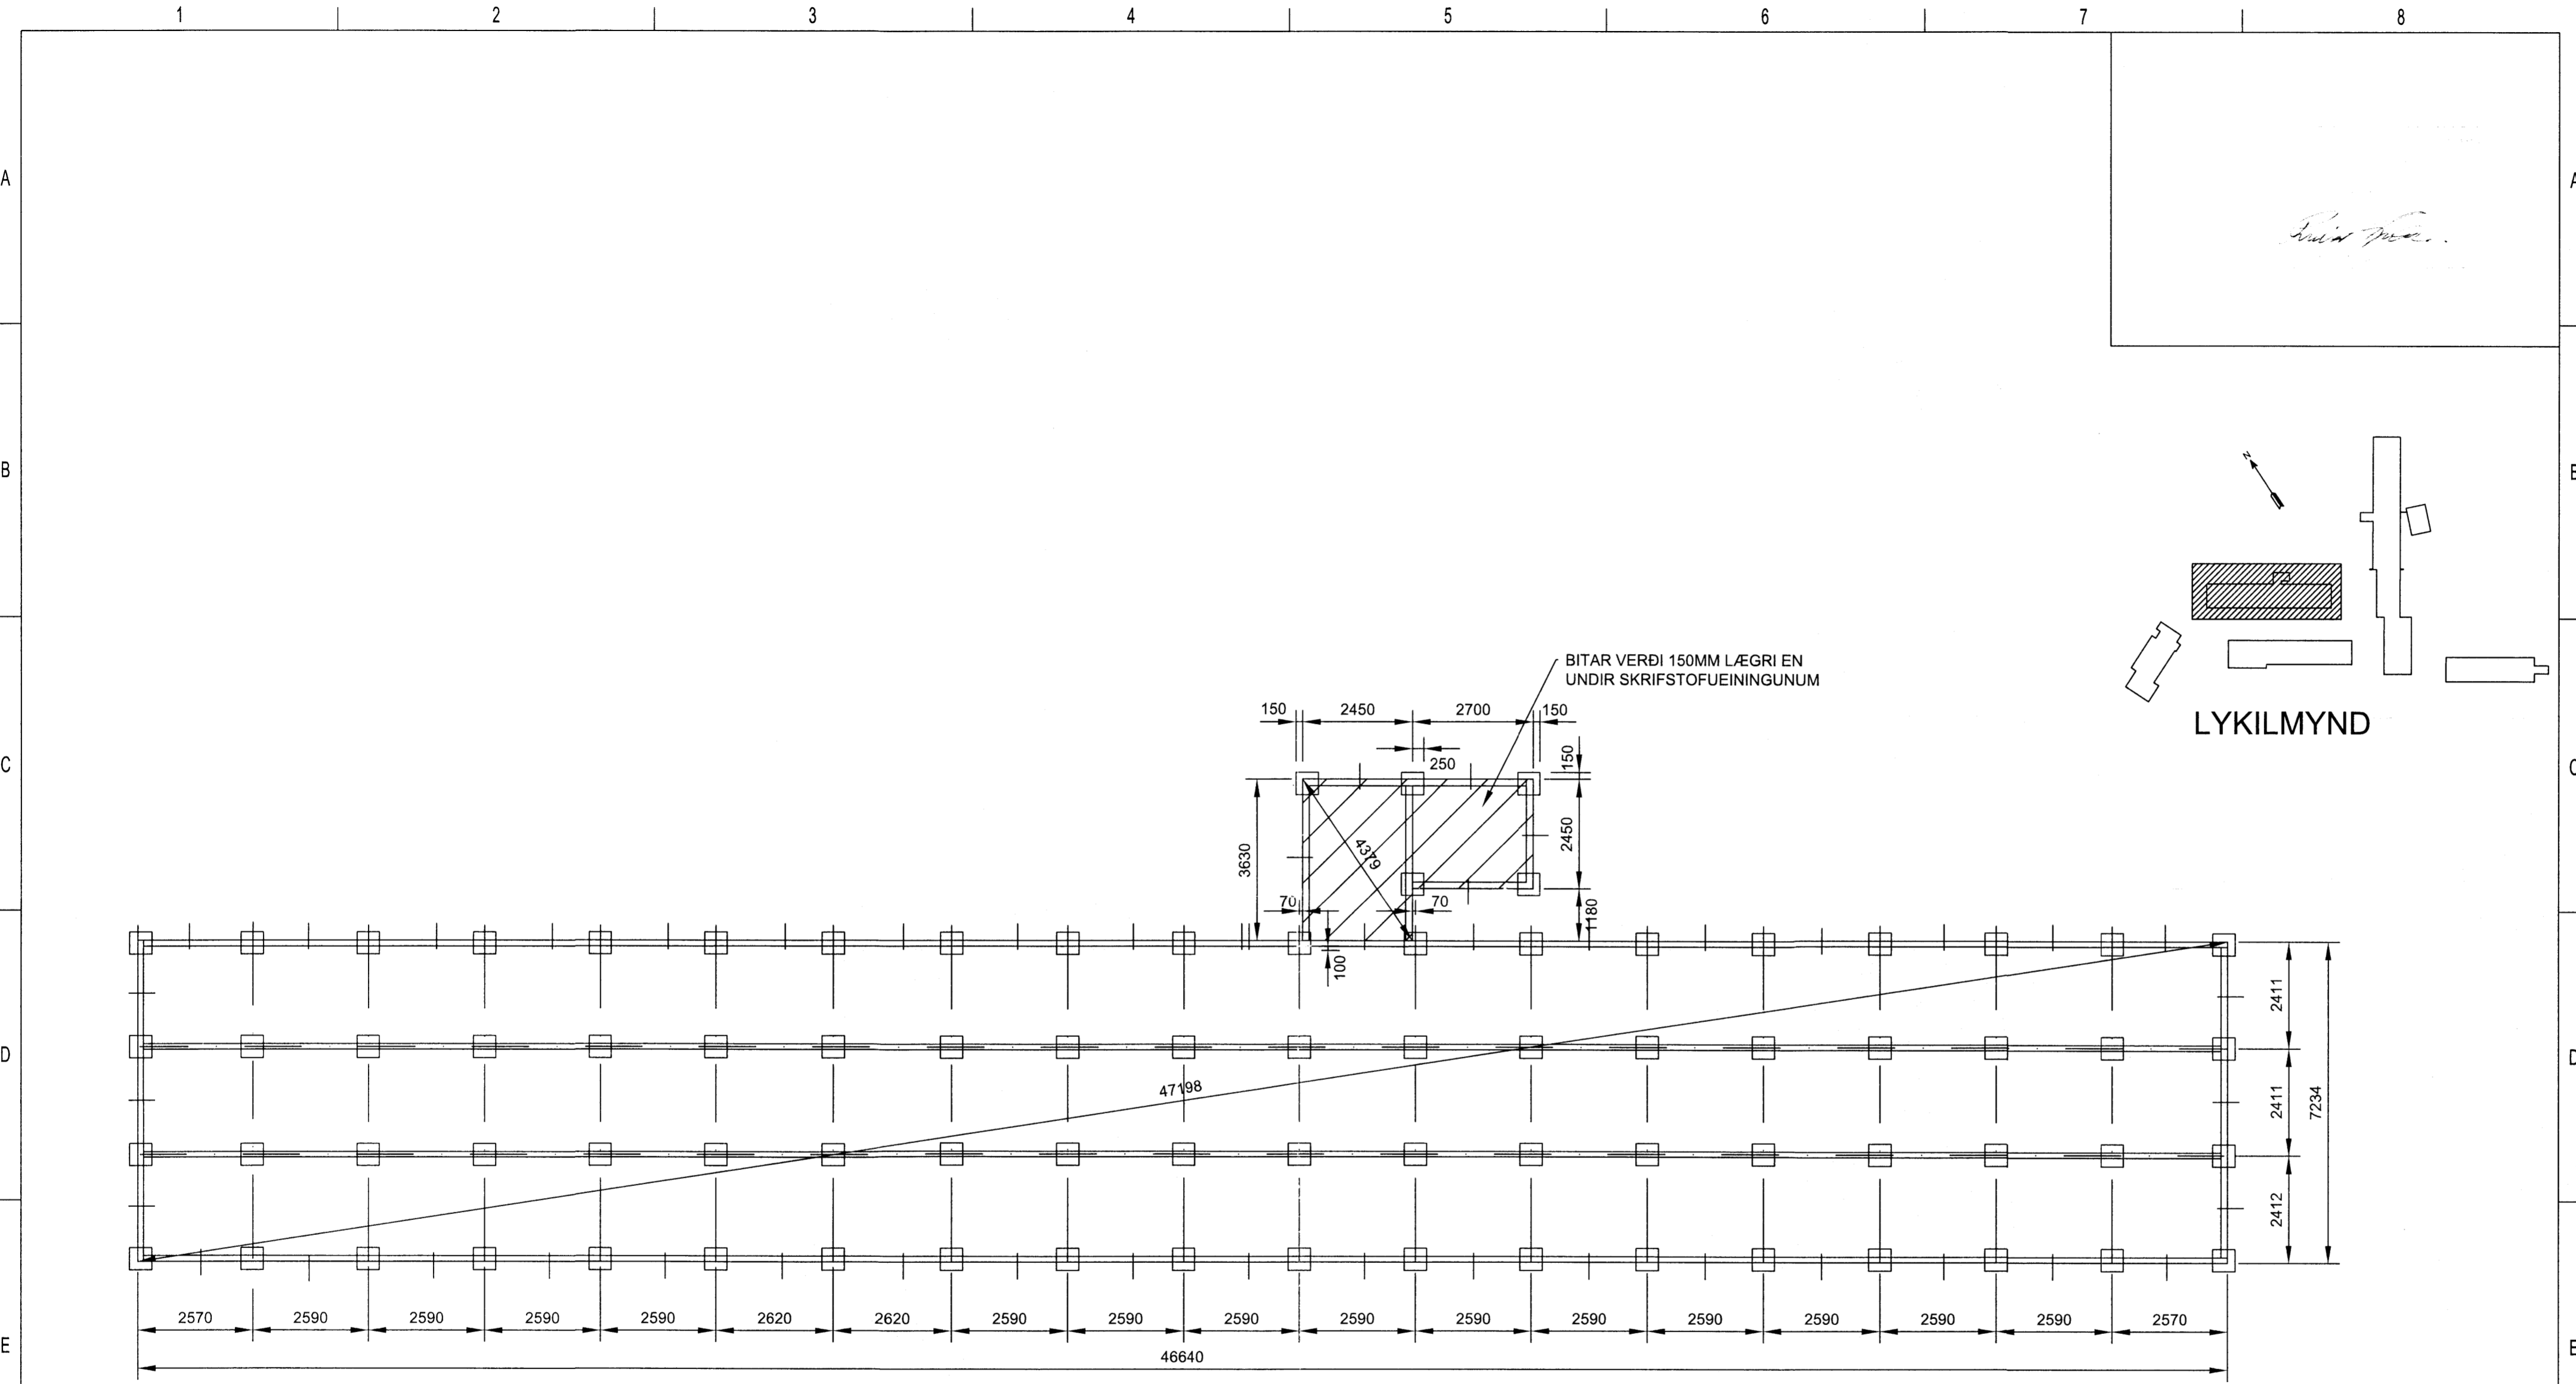 1 2 3 4 5 6 7 8
A A
B B
N
BITAR VERÐI 150MM LÆGRI EN
UNDIR SKRIFSTOFUEININGUNUM
LYKILMYND
150 2450 2700 150
C C
250
150
3630
4379
2450
70
70
1180
100
2411
D D
47198
2411
7234
2412
2570 2590 2590 2590 2590 2620 2620 2590 2590 2590 2590 2590 2590 2590 2590 2590 2590 2570
E E
46640